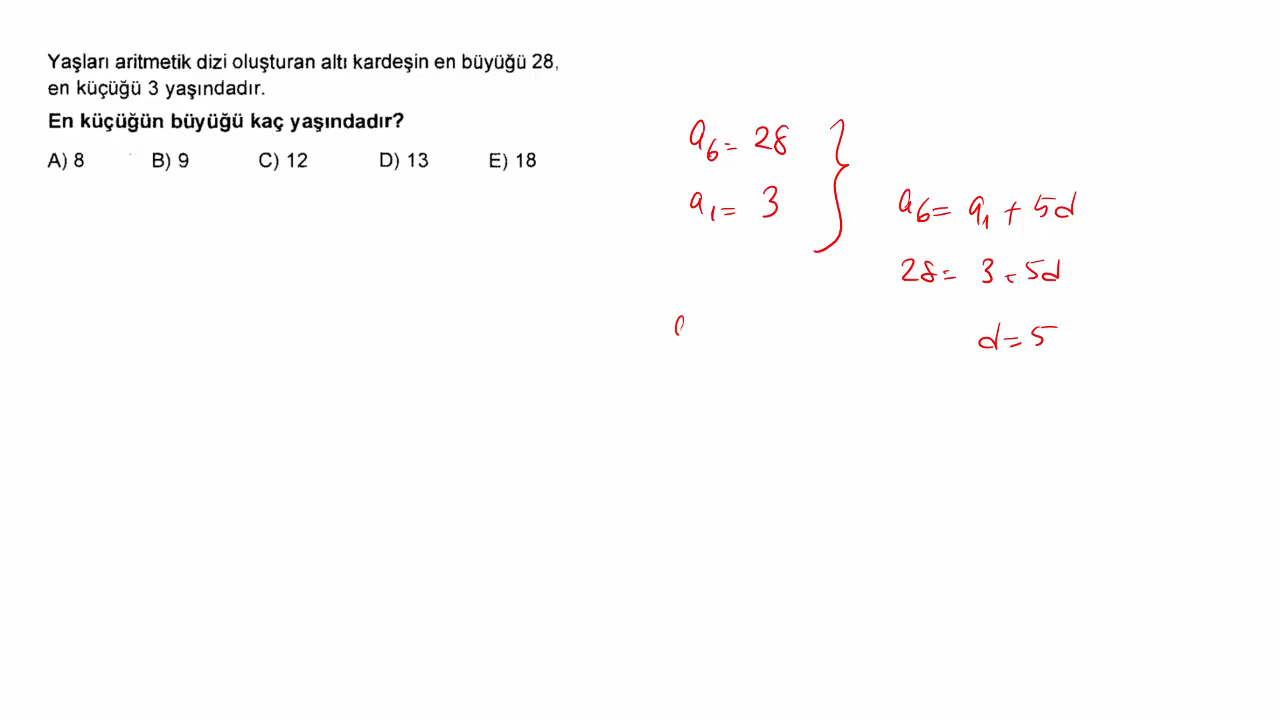 Yaşları aritmetik dizi oluşturan altı kardeşin en büyüğü 28,
en küçüğü 3 yaşındadır.
En küçüğün büyüğü kaç yaşındadır?
A) 8 B) 9 C) 12 D) 13 E) 18
a₆ = 28
a₁ = 3
a₆ = a₁ + 5d
28 = 3 + 5d
d = 5